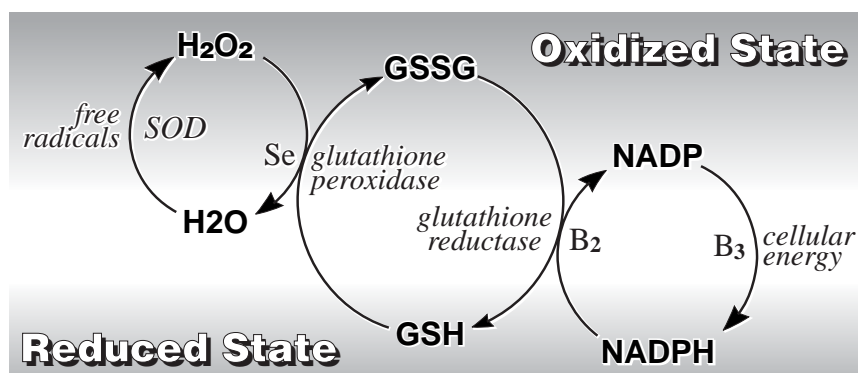 H₂O₂
GSSG
Oxidized State
free
radicals
SOD
Se
glutathione
peroxidase
NADP
H2O
glutathione
reductase
B₂
B₃
cellular
energy
GSH
NADPH
Reduced State